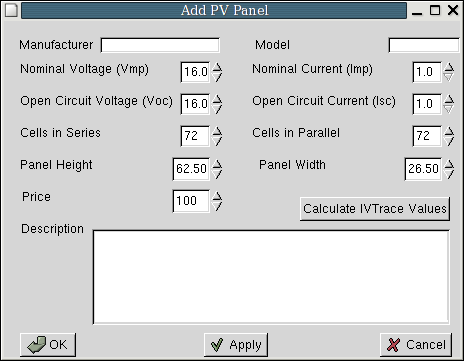 Add PV Panel
Manufacturer Model
Nominal Voltage (Vmp) 16.0 Nominal Current (Imp) 1.0
Open Circuit Voltage (Voc) 16.0 Open Circuit Current (Isc) 1.0
Cells in Series 72 Cells in Parallel 72
Panel Height 62.50 Panel Width 26.50
Price 100 Calculate IVTrace Values
Description
OK Apply Cancel